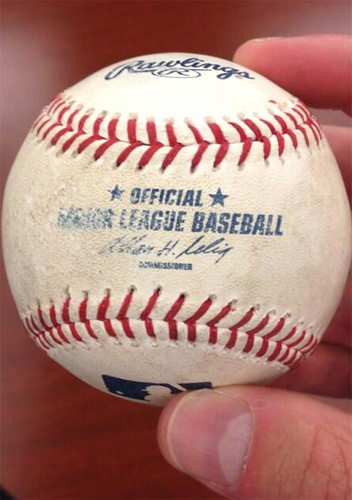 Rawlings
R
★ OFFICIAL ★
MAJOR LEAGUE BASEBALL
Allan H. Selig
COMMISSIONER